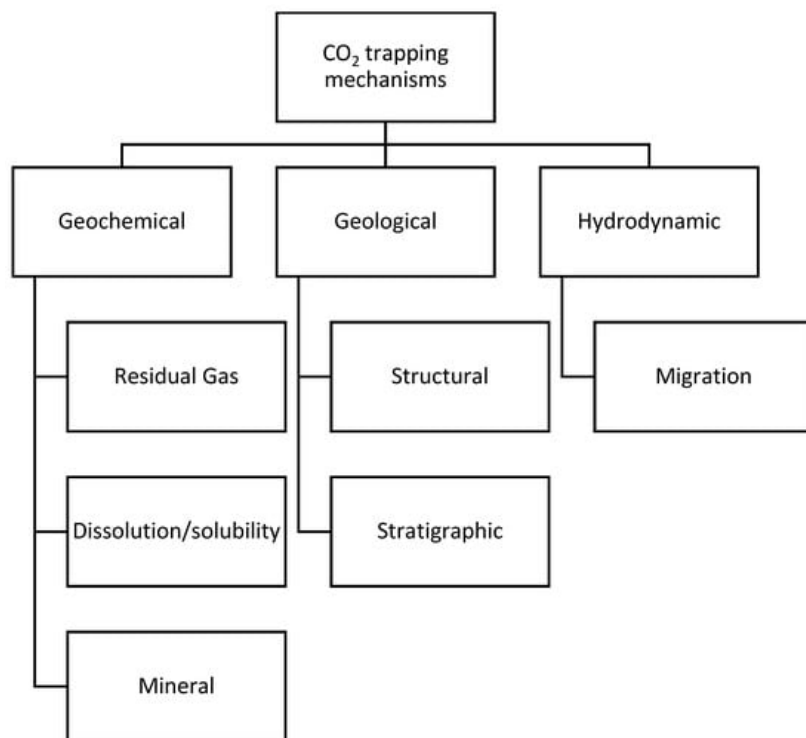 CO₂ trapping
mechanisms
Geochemical
Geological
Hydrodynamic
Residual Gas
Structural
Migration
Dissolution/solubility
Stratigraphic
Mineral